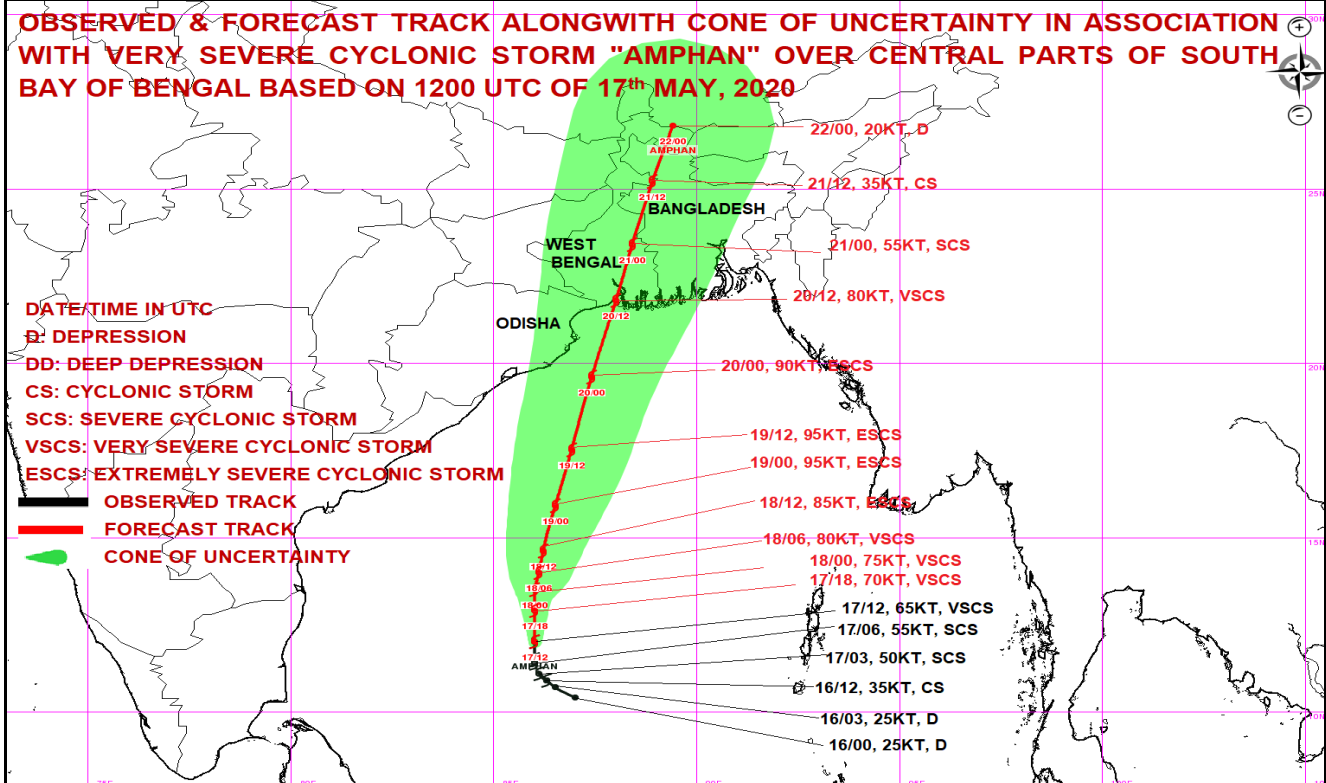 OBSERVED & FORECAST TRACK ALONGWITH CONE OF UNCERTAINTY IN ASSOCIATION
WITH VERY SEVERE CYCLONIC STORM "AMPHAN" OVER CENTRAL PARTS OF SOUTH
BAY OF BENGAL BASED ON 1200 UTC OF 17th MAY, 2020
30N
22/00, 20KT, D
22/00
AMPHAN
21/12, 35KT, CS
25N
21/12
BANGLADESH
WEST
BENGAL
21/00, 55KT, SCS
21/00
20/12, 80KT, VSCS
20/12
ODISHA
DATE/TIME IN UTC
D: DEPRESSION
DD: DEEP DEPRESSION
CS: CYCLONIC STORM
SCS: SEVERE CYCLONIC STORM
VSCS: VERY SEVERE CYCLONIC STORM
ESCS: EXTREMELY SEVERE CYCLONIC STORM
OBSERVED TRACK
FORECAST TRACK
CONE OF UNCERTAINTY
20/00, 90KT, ESCS
20N
20/00
19/12, 95KT, ESCS
19/12
19/00, 95KT, ESCS
19/00
18/12, 85KT, ESCS
15N
18/12
18/06, 80KT, VSCS
18/06
18/00, 75KT, VSCS
18/00
17/18, 70KT, VSCS
17/18
17/12, 65KT, VSCS
17/06, 55KT, SCS
17/12
AMPHAN
17/03, 50KT, SCS
16/12, 35KT, CS
10N
16/03, 25KT, D
16/00, 25KT, D